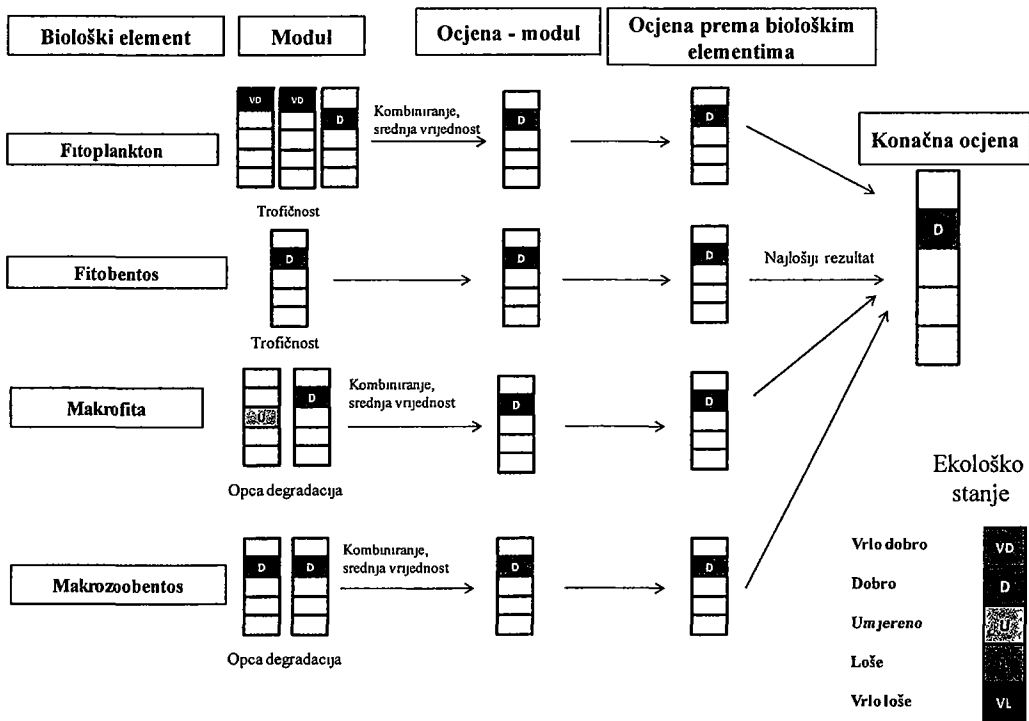 Biološki element
Modul
Ocjena - modul
Ocjena prema biološkim
elementima
Konačna ocjena
Fitoplankton
VD
VD
D
Kombiniranje,
srednja vrijednost
D
D
D
Trofičnost
Fitobentos
D
D
D
Najlošiji rezultat
Trofičnost
Makrofita
U
D
Kombiniranje,
srednja vrijednost
D
D
Opca degradacija
Makrozoobentos
D
D
Kombiniranje,
srednja vrijednost
D
D
Opca degradacija
Ekološko
stanje
Vrlo dobro
VD
Dobro
D
Umjereno
U
Loše
Vrlo loše
VL